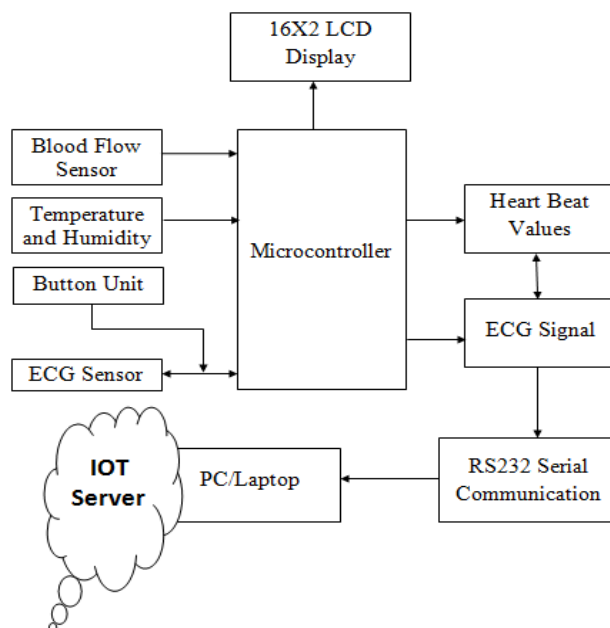 16X2 LCD
Display
Blood Flow
Sensor
Temperature
and Humidity
Button Unit
ECG Sensor
Microcontroller
Heart Beat
Values
ECG Signal
RS232 Serial
Communication
PC/Laptop
IOT
Server